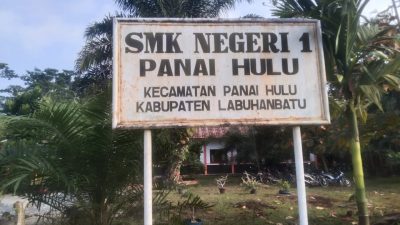 SMK NEGERI 1
PANAI HULU
KECAMATAN PANAI HULU
KABUPATEN LABUHANBATU